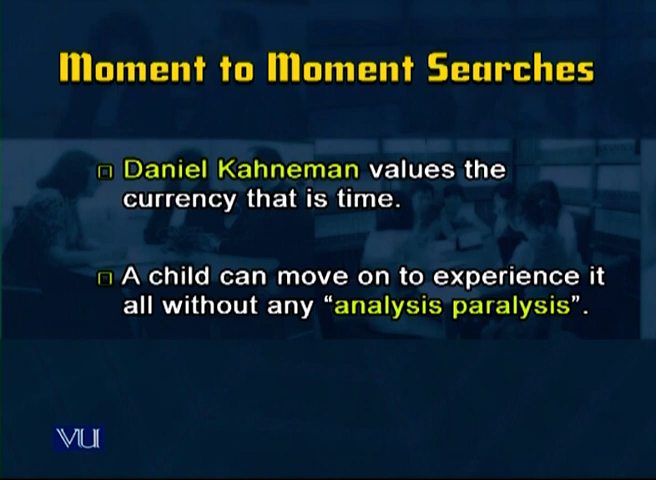 Moment to Moment Searches
Daniel Kahneman values the
currency that is time.
A child can move on to experience it
all without any “analysis paralysis”.
VU